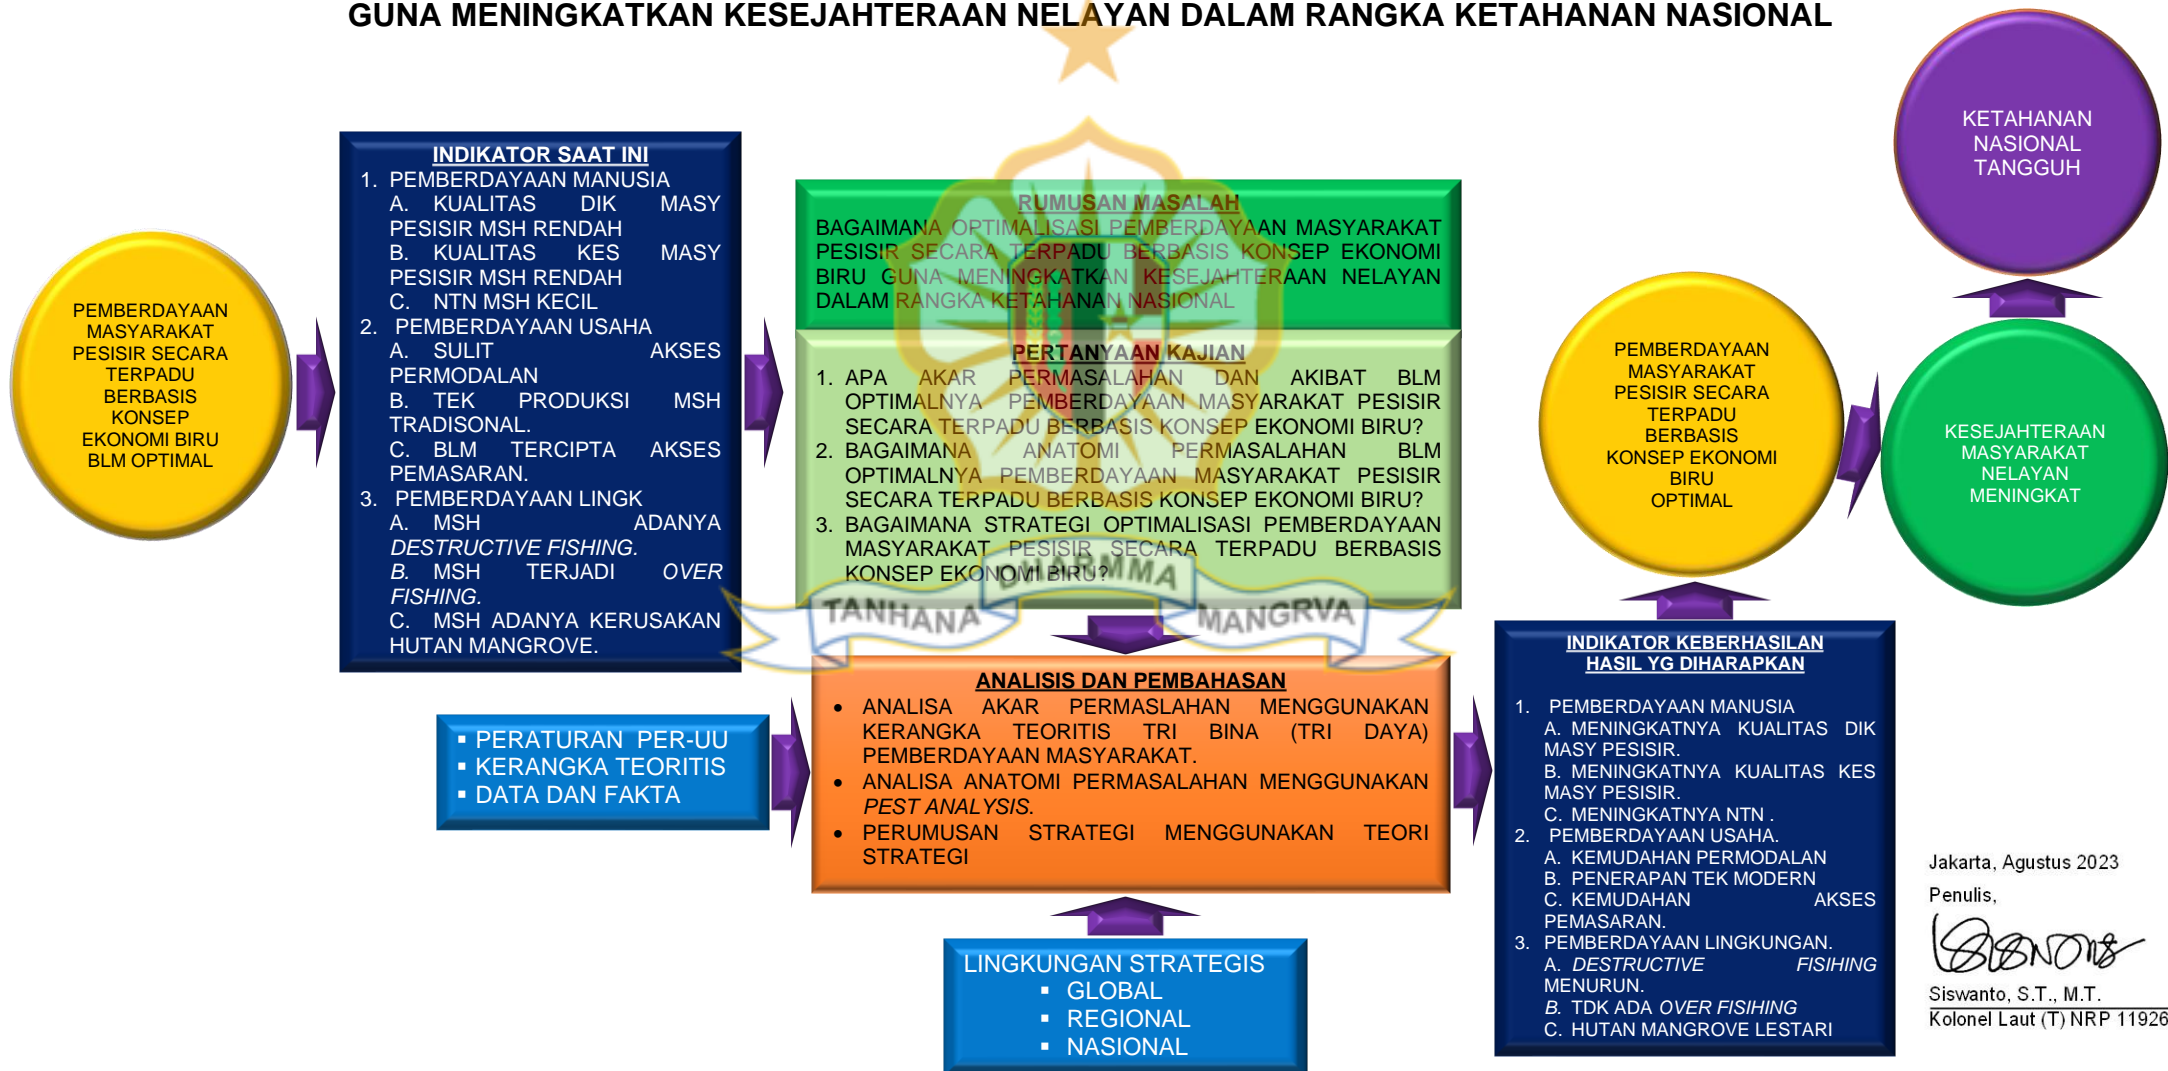 GUNA MENINGKATKAN KESEJAHTERAAN NELAYAN DALAM RANGKA KETAHANAN NASIONAL
PEMBERDAYAAN
MASYARAKAT
PESISIR SECARA
TERPADU
BERBASIS
KONSEP
EKONOMI BIRU
BLM OPTIMAL
INDIKATOR SAAT INI
1. PEMBERDAYAAN MANUSIA
A. KUALITAS DIK MASY
PESISIR MSH RENDAH
B. KUALITAS KES MASY
PESISIR MSH RENDAH
C. NTN MSH KECIL
2. PEMBERDAYAAN USAHA
A. SULIT AKSES
PERMODALAN
B. TEK PRODUKSI MSH
TRADISONAL.
C. BLM TERCIPTA AKSES
PEMASARAN.
3. PEMBERDAYAAN LINGK
A. MSH ADANYA
DESTRUCTIVE FISHING.
B. MSH TERJADI OVER
FISHING.
C. MSH ADANYA KERUSAKAN
HUTAN MANGROVE.
▪ PERATURAN PER-UU
▪ KERANGKA TEORITIS
▪ DATA DAN FAKTA
RUMUSAN MASALAH
BAGAIMANA OPTIMALISASI PEMBERDAYAAN MASYARAKAT
PESISIR SECARA TERPADU BERBASIS KONSEP EKONOMI
BIRU GUNA MENINGKATKAN KESEJAHTERAAN NELAYAN
DALAM RANGKA KETAHANAN NASIONAL
PERTANYAAN KAJIAN
1. APA AKAR PERMASALAHAN DAN AKIBAT BLM
OPTIMALNYA PEMBERDAYAAN MASYARAKAT PESISIR
SECARA TERPADU BERBASIS KONSEP EKONOMI BIRU?
2. BAGAIMANA ANATOMI PERMASALAHAN BLM
OPTIMALNYA PEMBERDAYAAN MASYARAKAT PESISIR
SECARA TERPADU BERBASIS KONSEP EKONOMI BIRU?
3. BAGAIMANA STRATEGI OPTIMALISASI PEMBERDAYAAN
MASYARAKAT PESISIR SECARA TERPADU BERBASIS
KONSEP EKONOMI BIRU?
TANHANA DHARMMA MANGRVA
ANALISIS DAN PEMBAHASAN
• ANALISA AKAR PERMASLAHAN MENGGUNAKAN
KERANGKA TEORITIS TRI BINA (TRI DAYA)
PEMBERDAYAAN MASYARAKAT.
• ANALISA ANATOMI PERMASALAHAN MENGGUNAKAN
PEST ANALYSIS.
• PERUMUSAN STRATEGI MENGGUNAKAN TEORI
STRATEGI
LINGKUNGAN STRATEGIS
▪ GLOBAL
▪ REGIONAL
▪ NASIONAL
INDIKATOR KEBERHASILAN
HASIL YG DIHARAPKAN
1. PEMBERDAYAAN MANUSIA
A. MENINGKATNYA KUALITAS DIK
MASY PESISIR.
B. MENINGKATNYA KUALITAS KES
MASY PESISIR.
C. MENINGKATNYA NTN .
2. PEMBERDAYAAN USAHA.
A. KEMUDAHAN PERMODALAN
B. PENERAPAN TEK MODERN
C. KEMUDAHAN AKSES
PEMASARAN.
3. PEMBERDAYAAN LINGKUNGAN.
A. DESTRUCTIVE FISIHING
MENURUN.
B. TDK ADA OVER FISIHING
C. HUTAN MANGROVE LESTARI
PEMBERDAYAAN
MASYARAKAT
PESISIR SECARA
TERPADU
BERBASIS
KONSEP EKONOMI
BIRU
OPTIMAL
KESEJAHTERAAN
MASYARAKAT
NELAYAN
MENINGKAT
KETAHANAN
NASIONAL
TANGGUH
Jakarta, Agustus 2023
Penulis,
Siswanto, S.T., M.T.
Kolonel Laut (T) NRP 11926